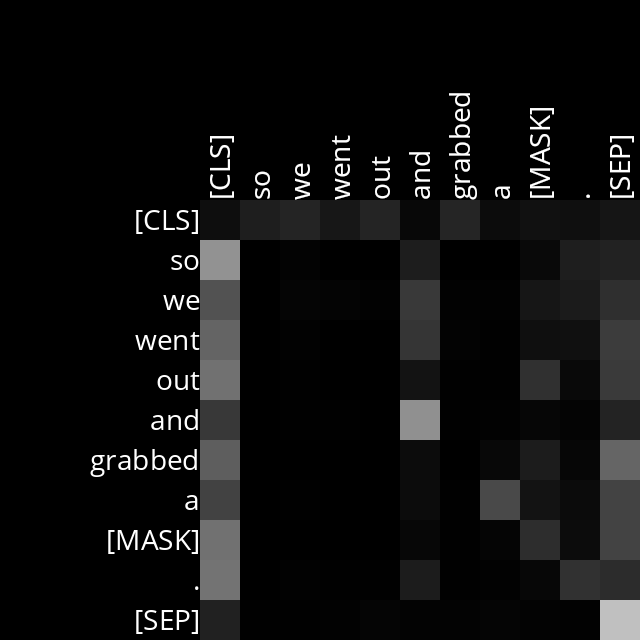 [CLS] so we went out and grabbed a [MASK] . [SEP]
[CLS]
so
we
went
out
and
grabbed
a
[MASK]
.
[SEP]